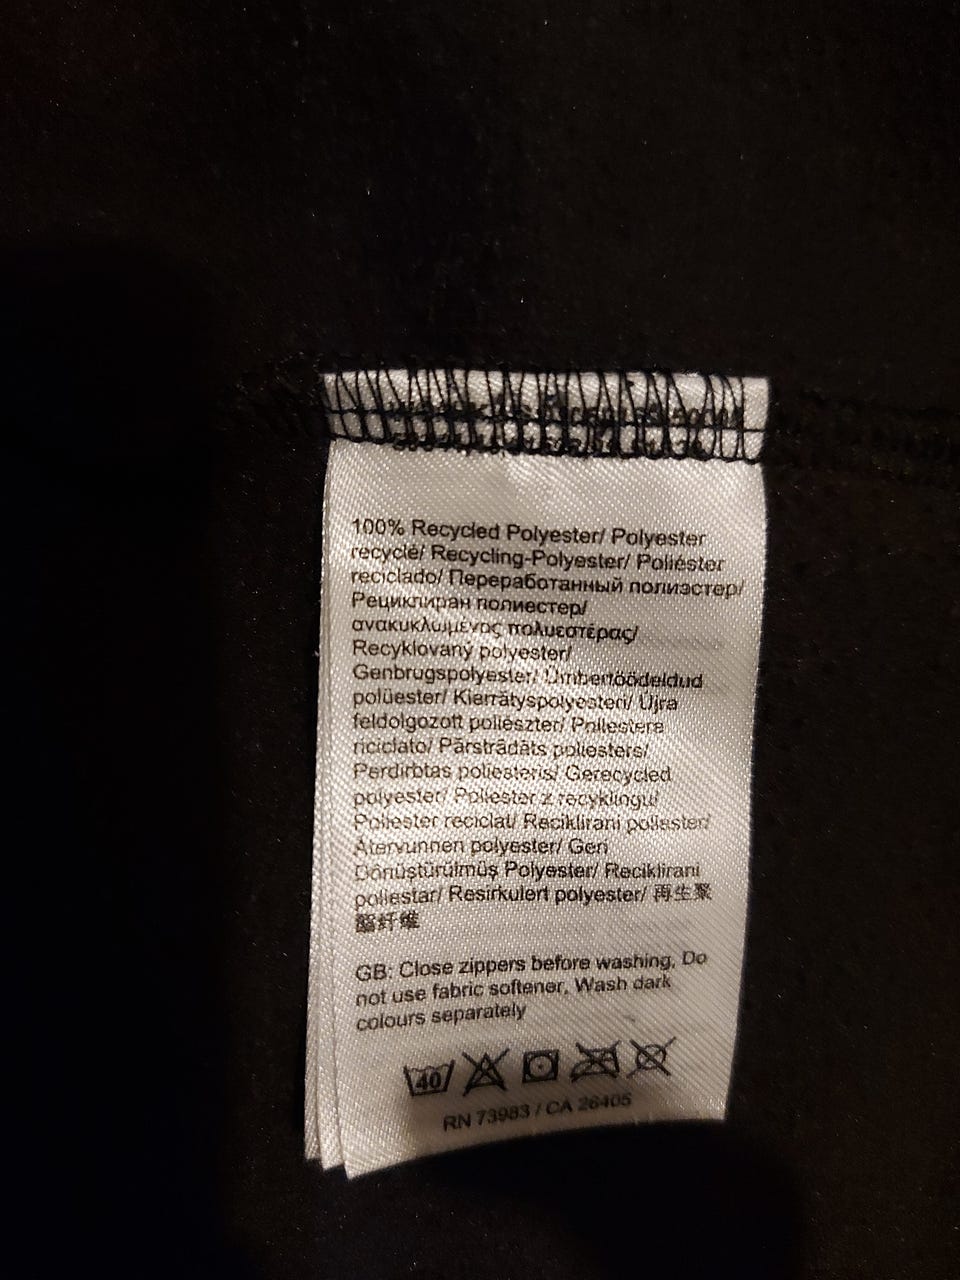 100% Recycled Polyester/ Polyester
recyclé/ Recycling-Polyester/ Poliéster
reciclado/ Переработанный полиэстер/
Рециклиран полиестер/
ανακυκλωμένος πολυεστέρας/
Recyklovaný polyester/
Genbrugspolyester/ Ümbertöödeldud
polüester/ Kierrätyspolyesteri/ Újra
feldolgozott poliészter/ Poliestere
riciclato/ Pārstrādāts poliesters/
Perdirbtas poliesteris/ Gerecycled
polyester/ Poliester z recyklingu/
Poliester reciclat/ Reciklirani poliester/
Återvunnen polyester/ Geri
Dönüştürülmüş Polyester/ Reciklirani
poliestar/ Resirkulert polyester/ 再生聚
酯纤维
GB: Close zippers before washing, Do
not use fabric softener, Wash dark
colours separately
40
RN 73983 / CA 26405